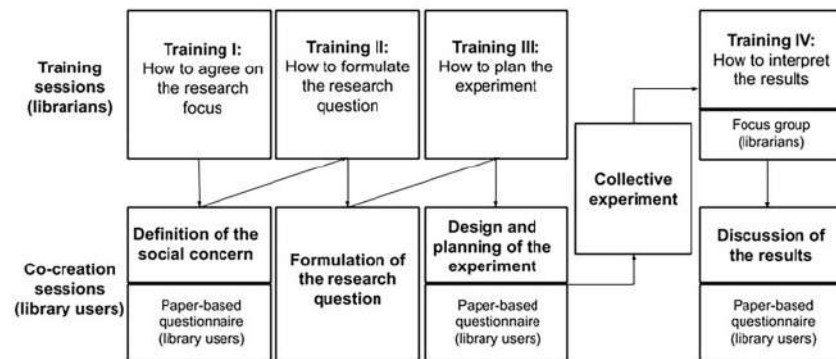 Training
sessions
(librarians)
Training I:
How to agree on
the research
focus
Training II:
How to formulate
the research
question
Training III:
How to plan the
experiment
Training IV:
How to interpret
the results
Focus group
(librarians)
Collective
experiment
Co-creation
sessions
(library users)
Definition of the
social concern
Paper-based
questionnaire
(library users)
Formulation of
the research
question
Design and
planning of the
experiment
Paper-based
questionnaire
(library users)
Discussion of
the results
Paper-based
questionnaire
(library users)